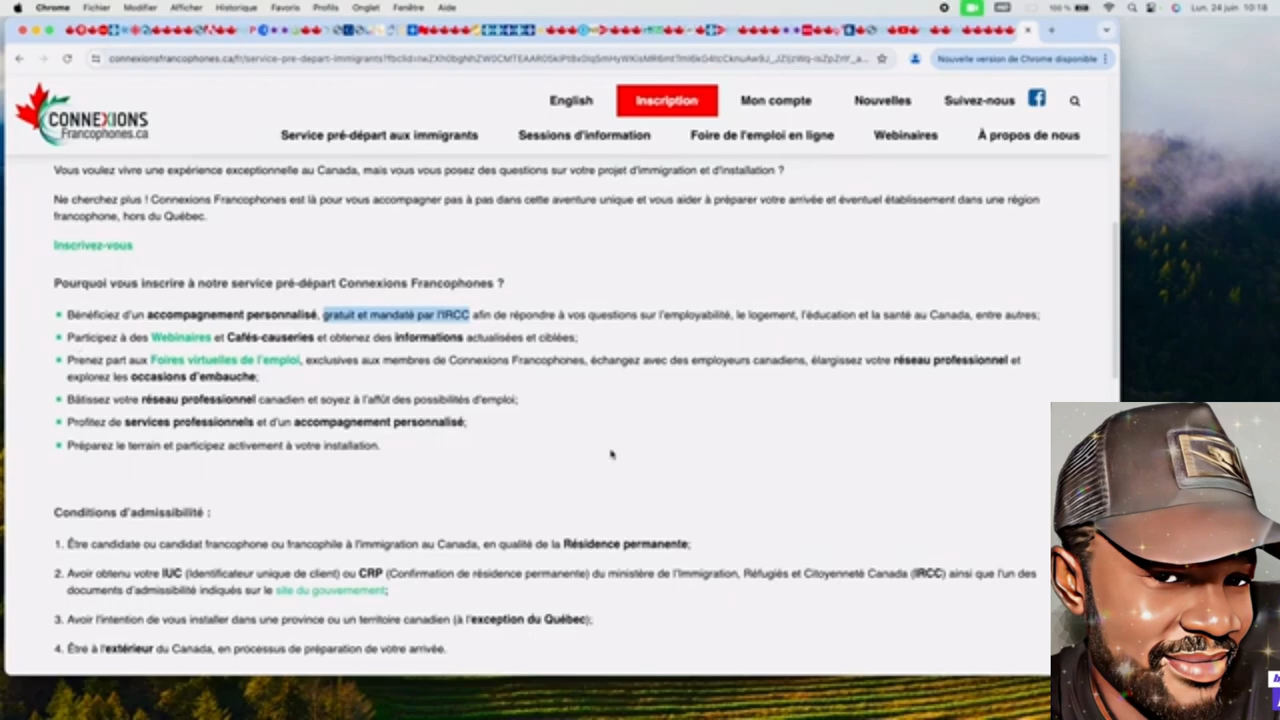 Chrome Fichier Modifier Afficher Historique Favoris Profils Onglet Fenêtre Aide
100 % Lun. 24 juin 10:18
Nouvelle version de Chrome disponible
CONNEXIONS
Francophones.ca
English Inscription Mon compte Nouvelles Suivez-nous
Service pré-départ aux immigrants Sessions d'information Foire de l'emploi en ligne Webinaires À propos de nous
Vous voulez vivre une expérience exceptionnelle au Canada, mais vous vous posez des questions sur votre projet d'immigration et d'installation ?
Ne cherchez plus ! Connexions Francophones est là pour vous accompagner pas à pas dans cette aventure unique et vous aider à préparer votre arrivée et éventuel établissement dans une région
francophone, hors du Québec.
Inscrivez-vous
Pourquoi vous inscrire à notre service pré-départ Connexions Francophones ?
Bénéficiez d'un accompagnement personnalisé, gratuit et mandaté par l'IRCC afin de répondre à vos questions sur l'employabilité, le logement, l'éducation et la santé au Canada, entre autres;
Participez à des Webinaires et Cafés-causeries et obtenez des informations actualisées et ciblées;
Prenez part aux Foires virtuelles de l'emploi, exclusives aux membres de Connexions Francophones, échangez avec des employeurs canadiens, élargissez votre réseau professionnel et
explorez les occasions d'embauche;
Bâtissez votre réseau professionnel canadien et soyez à l'affût des possibilités d'emploi;
Profitez de services professionnels et d'un accompagnement personnalisé;
Préparez le terrain et participez activement à votre installation.
Conditions d'admissibilité :
1. Être candidate ou candidat francophone ou francophile à l'immigration au Canada, en qualité de la Résidence permanente;
2. Avoir obtenu votre IUC (Identificateur unique de client) ou CRP (Confirmation de résidence permanente) du ministère de l'Immigration, Réfugiés et Citoyenneté Canada (IRCC) ainsi que l'un des
documents d'admissibilité indiqués sur le site du gouvernement;
3. Avoir l'intention de vous installer dans une province ou un territoire canadien (à l'exception du Québec);
4. Être à l'extérieur du Canada, en processus de préparation de votre arrivée.